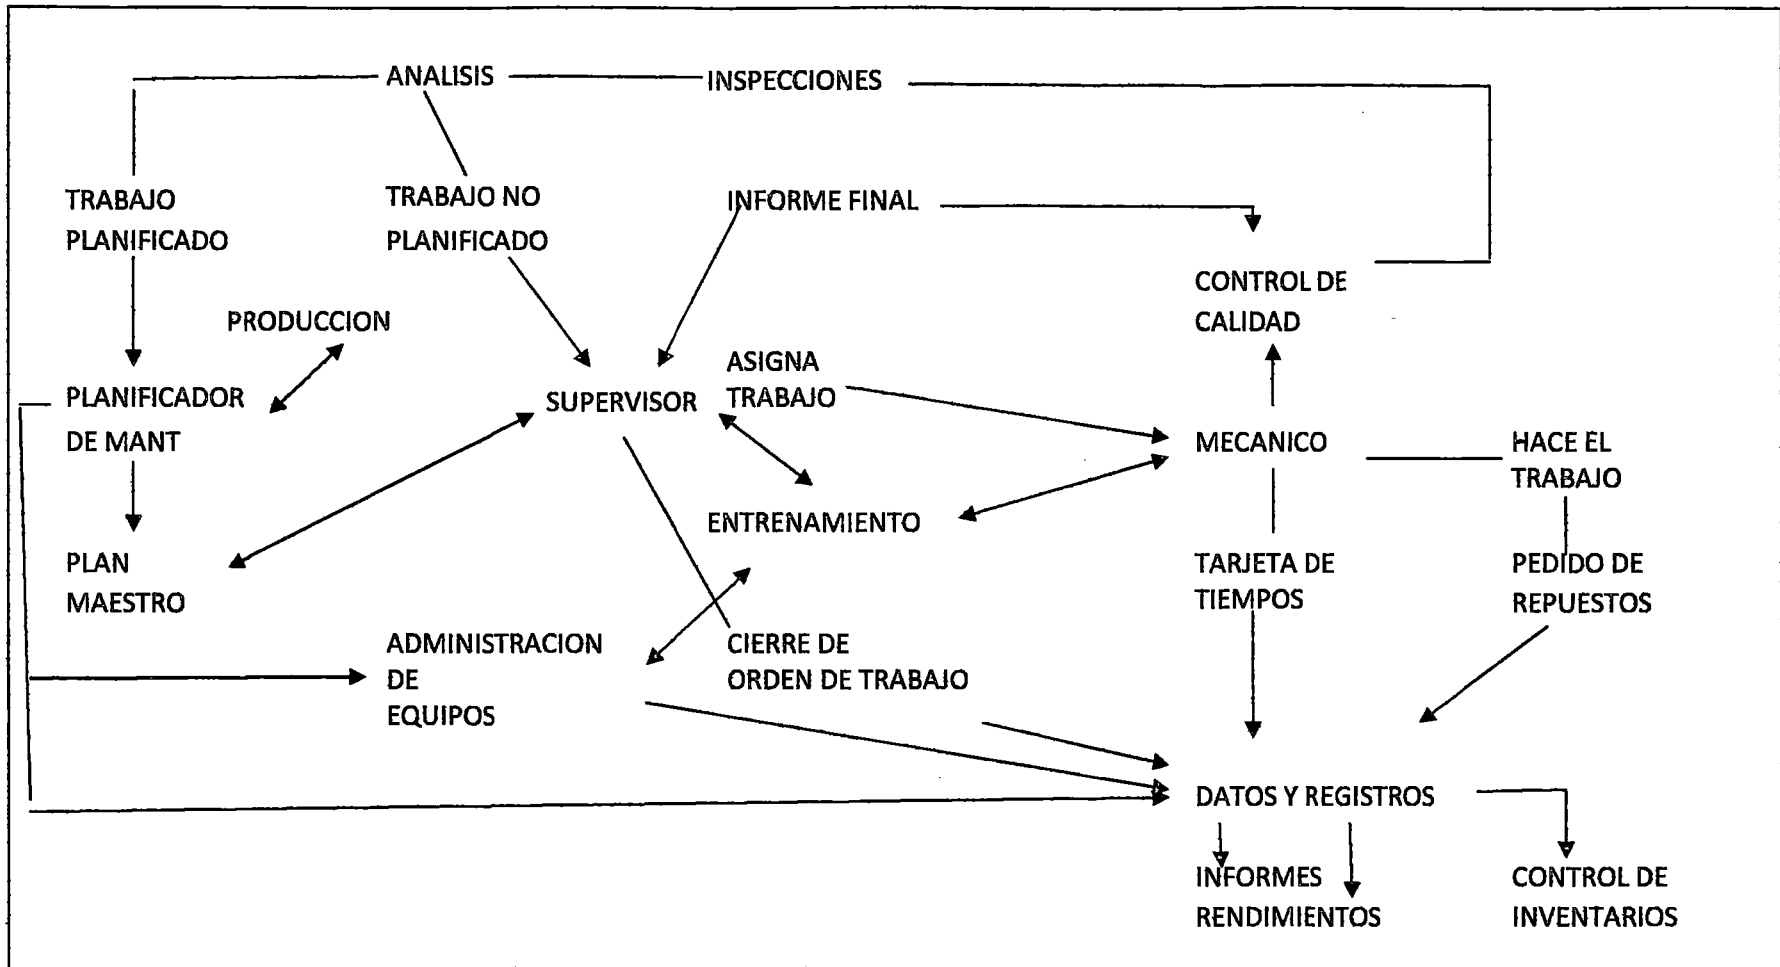 ANALISIS
INSPECCIONES
TRABAJO
PLANIFICADO
TRABAJO NO
PLANIFICADO
INFORME FINAL
CONTROL DE
CALIDAD
PRODUCCION
PLANIFICADOR
DE MANT
SUPERVISOR
ASIGNA
TRABAJO
MECANICO
HACE EL
TRABAJO
ENTRENAMIENTO
PLAN
MAESTRO
TARJETA DE
TIEMPOS
PEDIDO DE
REPUESTOS
ADMINISTRACION
DE
EQUIPOS
CIERRE DE
ORDEN DE TRABAJO
DATOS Y REGISTROS
INFORMES
RENDIMIENTOS
CONTROL DE
INVENTARIOS